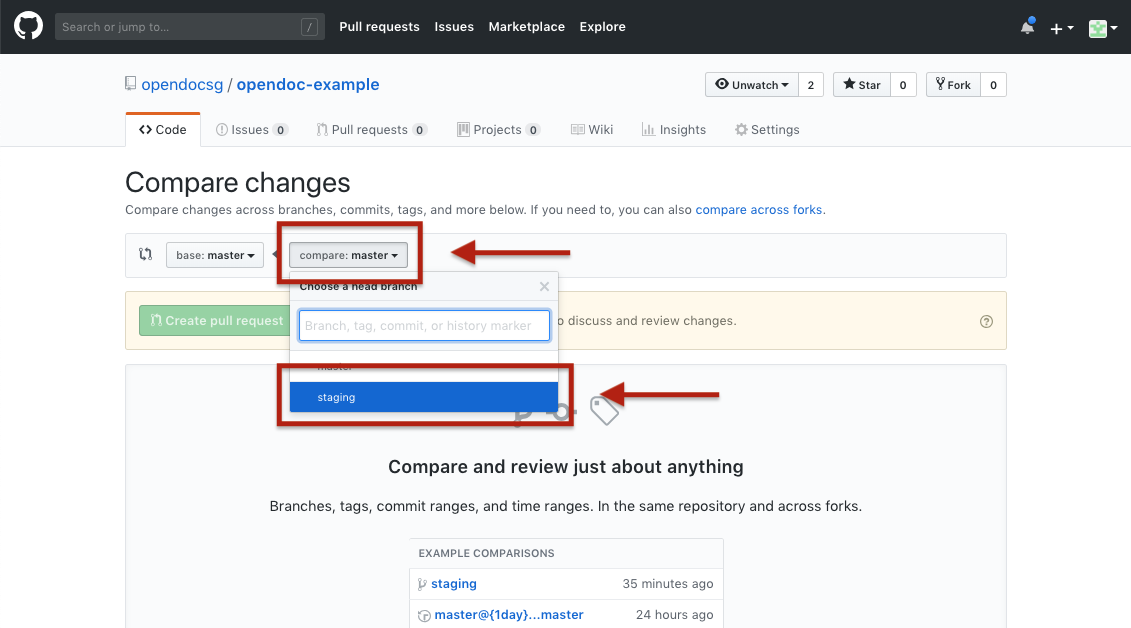 Search or jump to... /
Pull requests Issues Marketplace Explore
opendocsg / opendoc-example
Unwatch 2 Star 0 Fork 0
Code Issues 0 Pull requests 0 Projects 0 Wiki Insights Settings
Compare changes
Compare changes across branches, commits, tags, and more below. If you need to, you can also compare across forks.
base: master compare: master
Choose a head branch
Create pull request
Branch, tag, commit, or history marker
to discuss and review changes.
master
staging
Compare and review just about anything
Branches, tags, commit ranges, and time ranges. In the same repository and across forks.
EXAMPLE COMPARISONS
staging 35 minutes ago
master@{1day}...master 24 hours ago